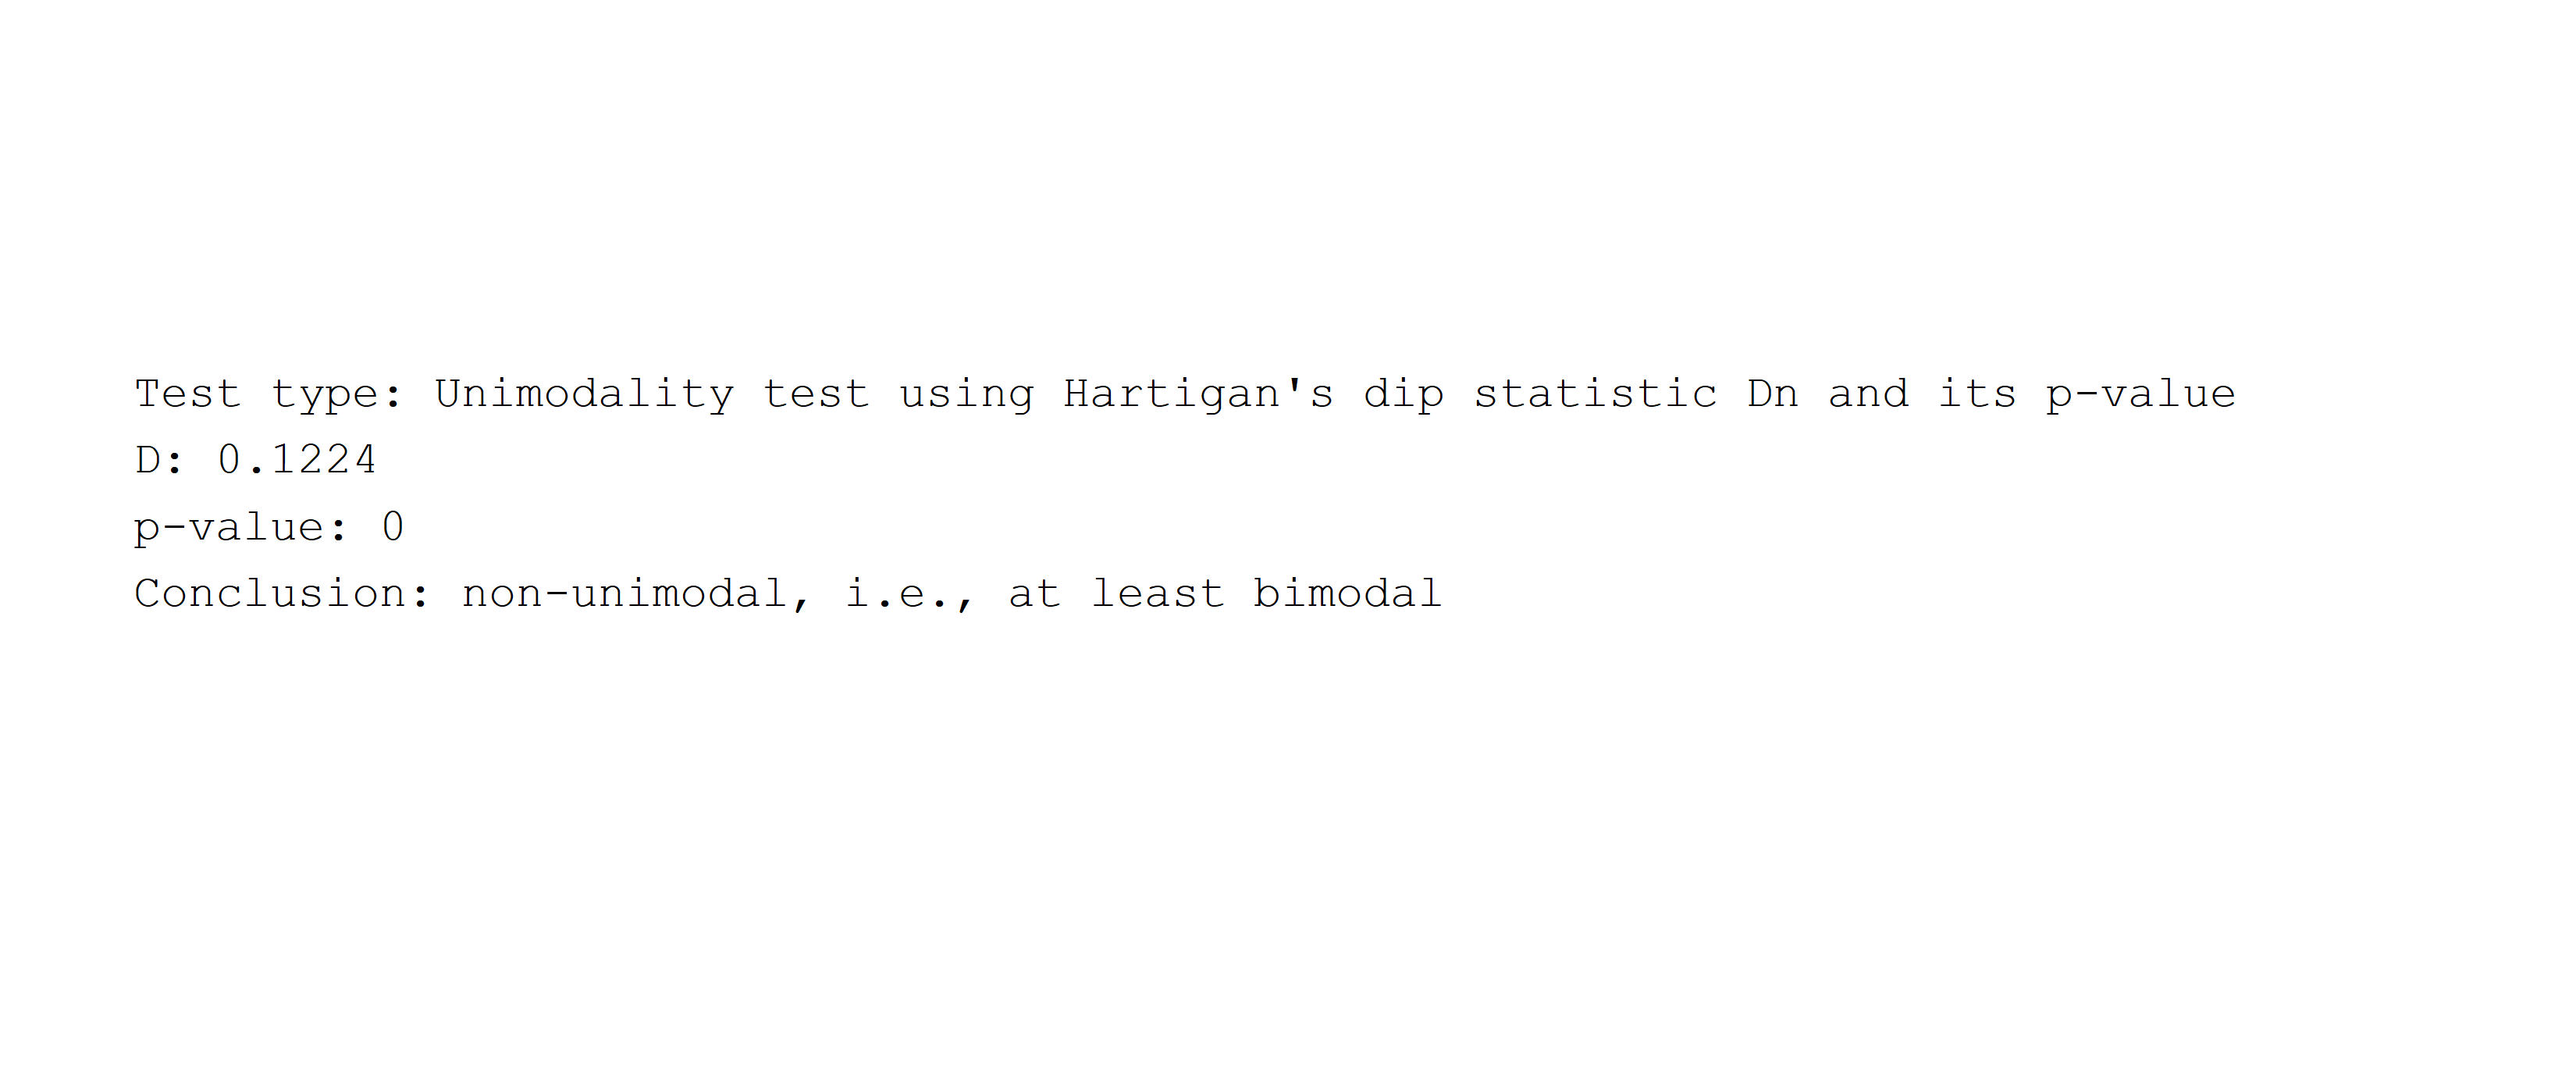 Test type: Unimodality test using Hartigan's dip statistic Dn and its p-value
D: 0.1224
p-value: 0
Conclusion: non-unimodal, i.e., at least bimodal